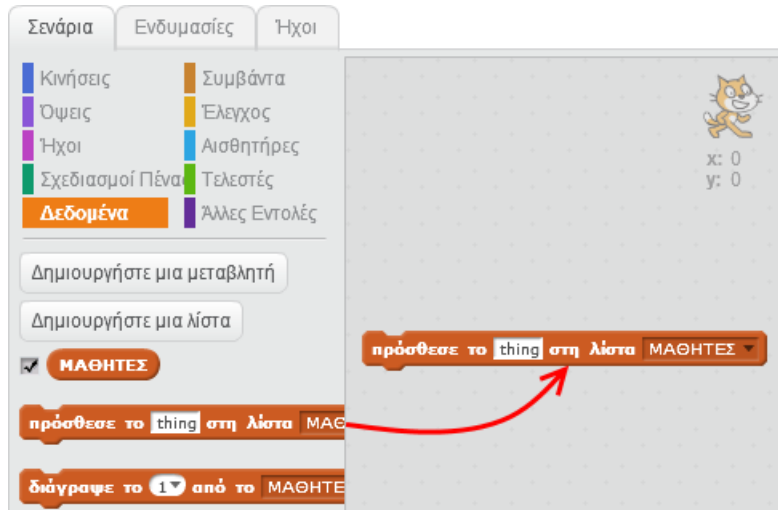 Σενάρια Ενδυμασίες Ήχοι
Κινήσεις Συμβάντα
Όψεις Έλεγχος
Ήχοι Αισθητήρες
Σχεδιασμοί Πένας Τελεστές
Δεδομένα Άλλες Εντολές
x: 0
y: 0
Δημιουργήστε μια μεταβλητή
Δημιουργήστε μια λίστα
ΜΑΘΗΤΕΣ
πρόσθεσε το thing στη λίστα ΜΑΘ
διάγραψε το 1 από το ΜΑΘΗΤΕ
πρόσθεσε το thing στη λίστα ΜΑΘΗΤΕΣ